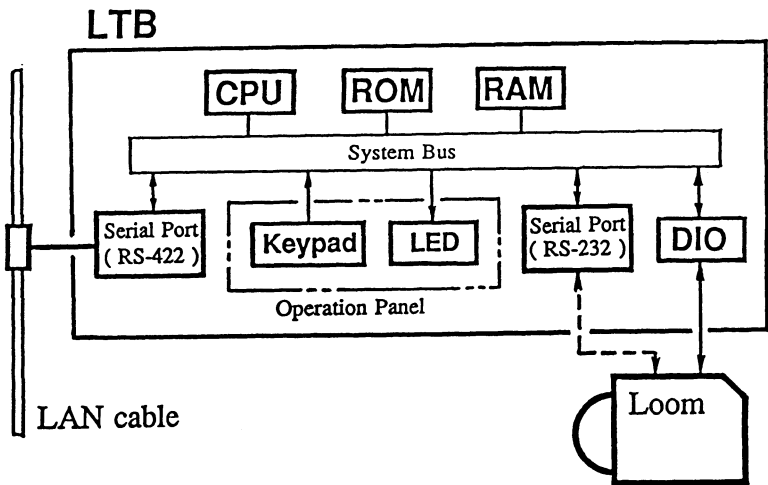 LTB
CPU
ROM
RAM
System Bus
Serial Port
( RS-422 )
Keypad
LED
Serial Port
( RS-232 )
DIO
Operation Panel
LAN cable
Loom